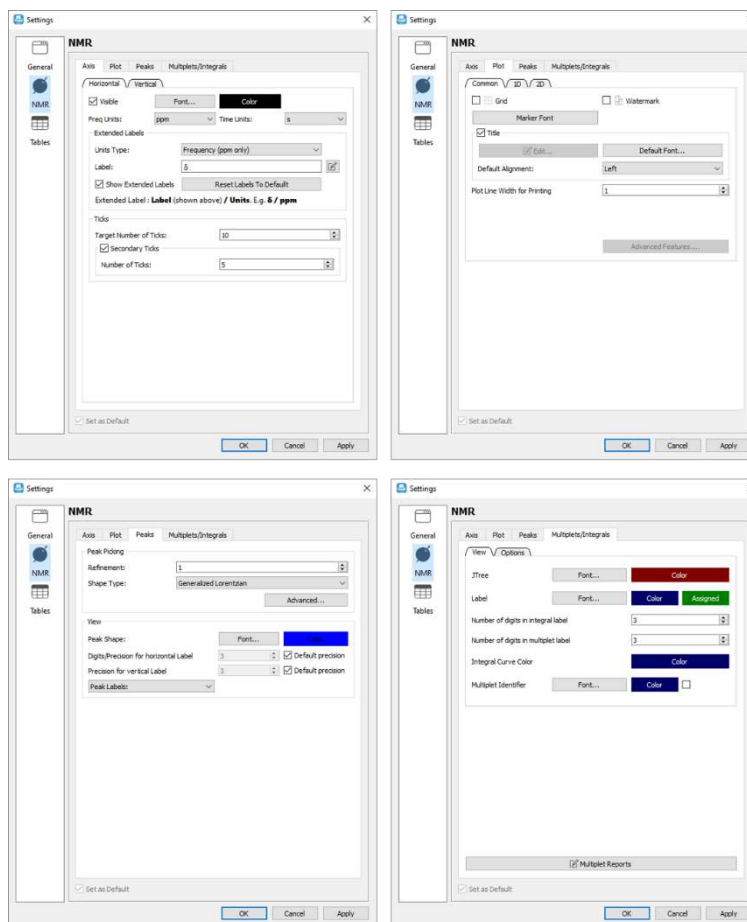 Settings
NMR
General
NMR
Tables
Axis Plot Peaks Multiplets/Integrals
Horizontal Vertical
Visible Font... Color
Freq Units: ppm Time Units: s
Extended Labels
Units Type: Frequency (ppm only)
Label: δ
Show Extended Labels Reset Labels To Default
Extended Label : Label (shown above) / Units. E.g. δ / ppm
Ticks
Target Number of Ticks: 10
Secondary Ticks
Number of Ticks: 5
Set as Default
OK Cancel Apply
Settings
NMR
General
NMR
Tables
Axis Plot Peaks Multiplets/Integrals
Common 1D 2D
Grid Watermark
Marker Font
Title
Edit... Default Font...
Default Alignment: Left
Plot Line Width for Printing 1
Advanced Features...
Set as Default
OK Cancel Apply
Settings
NMR
General
NMR
Tables
Axis Plot Peaks Multiplets/Integrals
Peak Picking
Refinement: 1
Shape Type: Generalized Lorentzian
Advanced...
View
Peak Shape: Font... Color
Digits/Precision for horizontal Label 3 Default precision
Precision for vertical Label 3 Default precision
Peak Labels:
Set as Default
OK Cancel Apply
Settings
NMR
General
NMR
Tables
Axis Plot Peaks Multiplets/Integrals
View Options
JTree Font... Color
Label Font... Color Assigned
Number of digits in integral label 3
Number of digits in multiplet label 3
Integral Curve Color Color
Multiplet Identifier Font... Color
Multiplet Reports
Set as Default
OK Cancel Apply